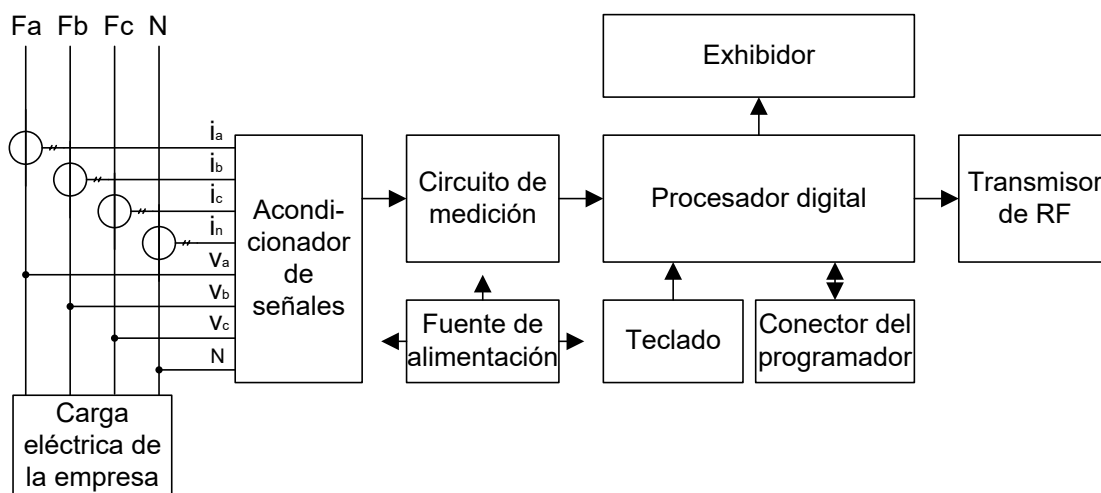 Fa Fb Fc N
Exhibidor
ia
ib
ic
in
va
vb
vc
N
Acondi-
cionador
de
señales
Circuito de
medición
Procesador digital
Transmisor
de RF
Fuente de
alimentación
Teclado
Conector del
programador
Carga
eléctrica de
la empresa